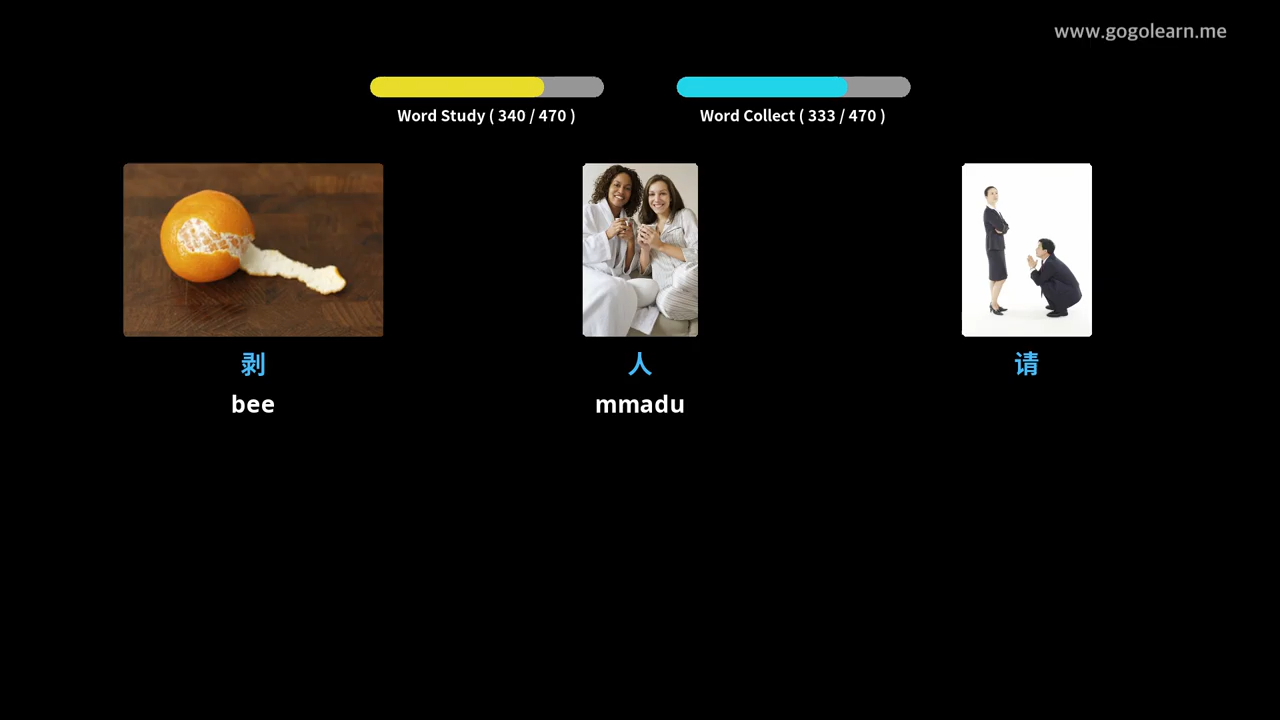 www.gogolearn.me
Word Study ( 340 / 470 )
Word Collect ( 333 / 470 )
剥
人
请
bee
mmadu